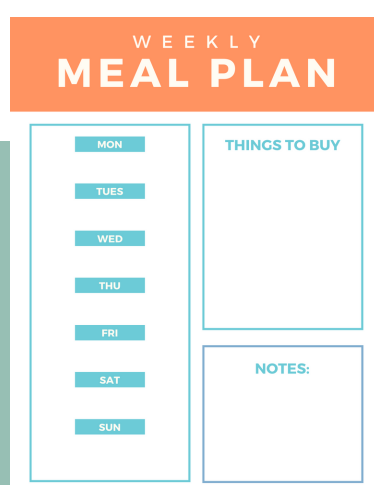 WEEKLY
MEAL PLAN
MON
TUES
WED
THU
FRI
SAT
SUN
THINGS TO BUY
NOTES: